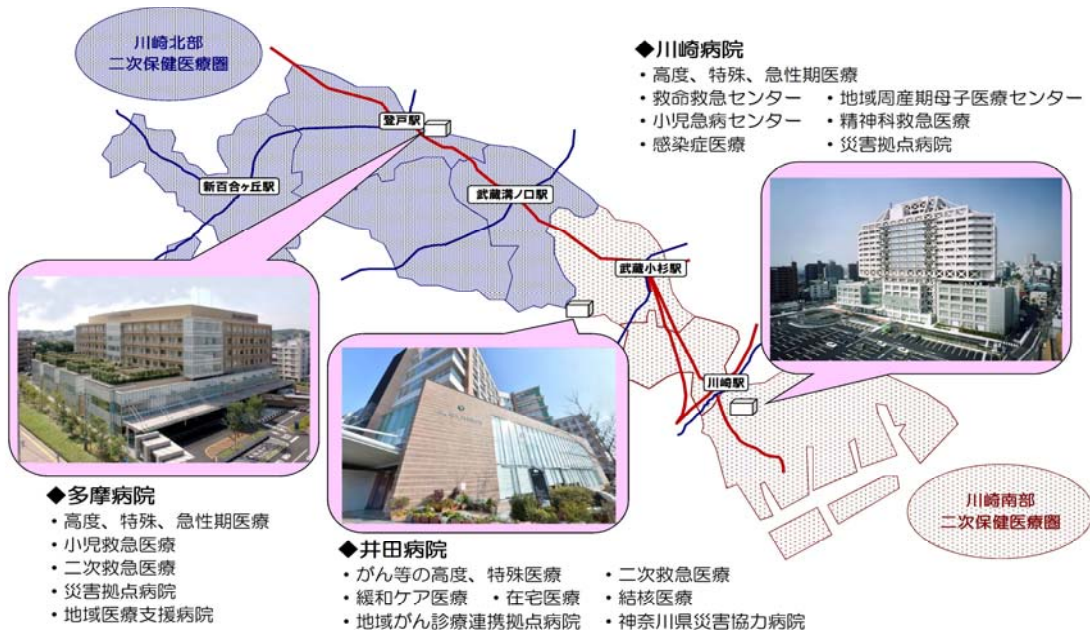 川崎北部
二次保健医療圏
登戸駅
新百合ヶ丘駅
武蔵溝ノ口駅
武蔵小杉駅
川崎駅
◆川崎病院
・高度、特殊、急性期医療
・救命救急センター ・地域周産期母子医療センター
・小児急病センター ・精神科救急医療
・感染症医療 ・災害拠点病院
◆多摩病院
・高度、特殊、急性期医療
・小児救急医療
・二次救急医療
・災害拠点病院
・地域医療支援病院
◆井田病院
・がん等の高度、特殊医療 ・二次救急医療
・緩和ケア医療 ・在宅医療 ・結核医療
・地域がん診療連携拠点病院 ・神奈川県災害協力病院
川崎南部
二次保健医療圏